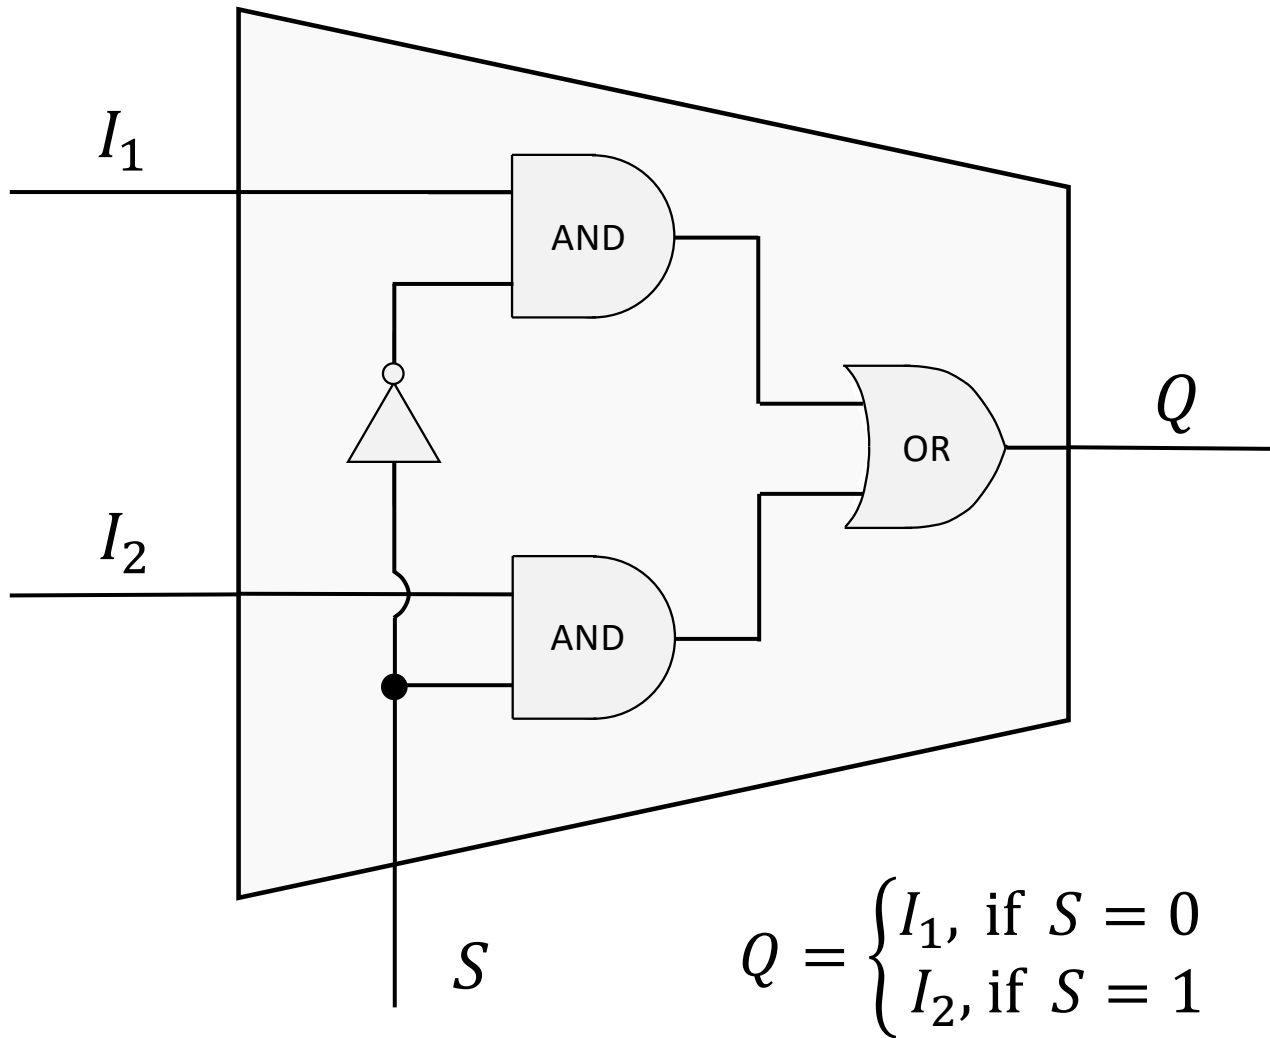 I₁
AND
OR
Q
I₂
AND
S
Q = { I₁, if S = 0
I₂, if S = 1